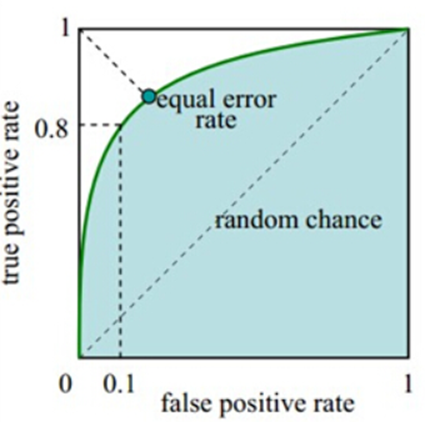 1
equal error
rate
0.8
true positive rate
random chance
0
0.1
1
false positive rate